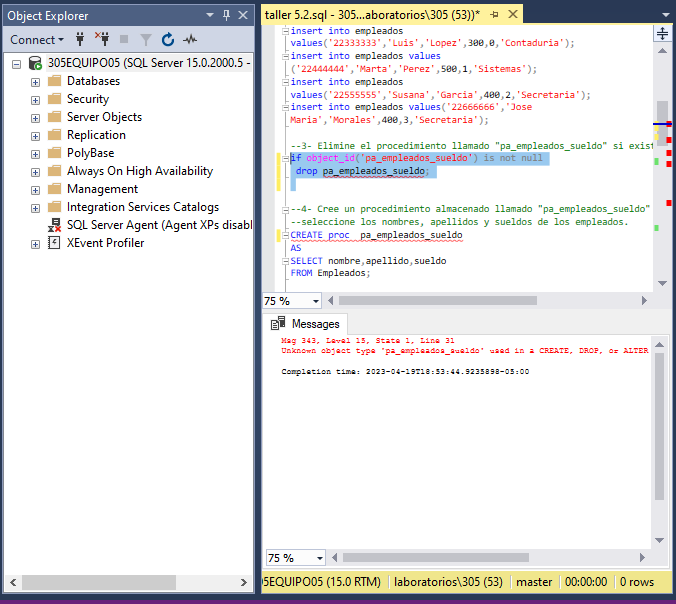 Object Explorer
Connect
305EQUIPO05 (SQL Server 15.0.2000.5 -
Databases
Security
Server Objects
Replication
PolyBase
Always On High Availability
Management
Integration Services Catalogs
SQL Server Agent (Agent XPs disabl
XEvent Profiler
taller 5.2.sql - 305...aboratorios\305 (53))*
insert into empleados
values('22333333','Luis','Lopez',300,0,'Contaduria');
insert into empleados values
('22444444','Marta','Perez',500,1,'Sistemas');
insert into empleados
values('22555555','Susana','Garcia',400,2,'Secretaria');
insert into empleados values('22666666','Jose
Maria','Morales',400,3,'Secretaria');
--3- Elimine el procedimiento llamado "pa_empleados_sueldo" si exist
if object_id('pa_empleados_sueldo') is not null
drop pa_empleados_sueldo;
--4- Cree un procedimiento almacenado llamado "pa_empleados_sueldo"
--seleccione los nombres, apellidos y sueldos de los empleados.
CREATE proc  pa_empleados_sueldo
AS
SELECT nombre,apellido,sueldo
FROM Empleados;
75 %
Messages
Msg 343, Level 15, State 1, Line 31
Unknown object type 'pa_empleados_sueldo' used in a CREATE, DROP, or ALTER
Completion time: 2023-04-19T18:53:44.9235898-05:00
75 %
5EQUIPO05 (15.0 RTM)
laboratorios\305 (53)
master
00:00:00
0 rows